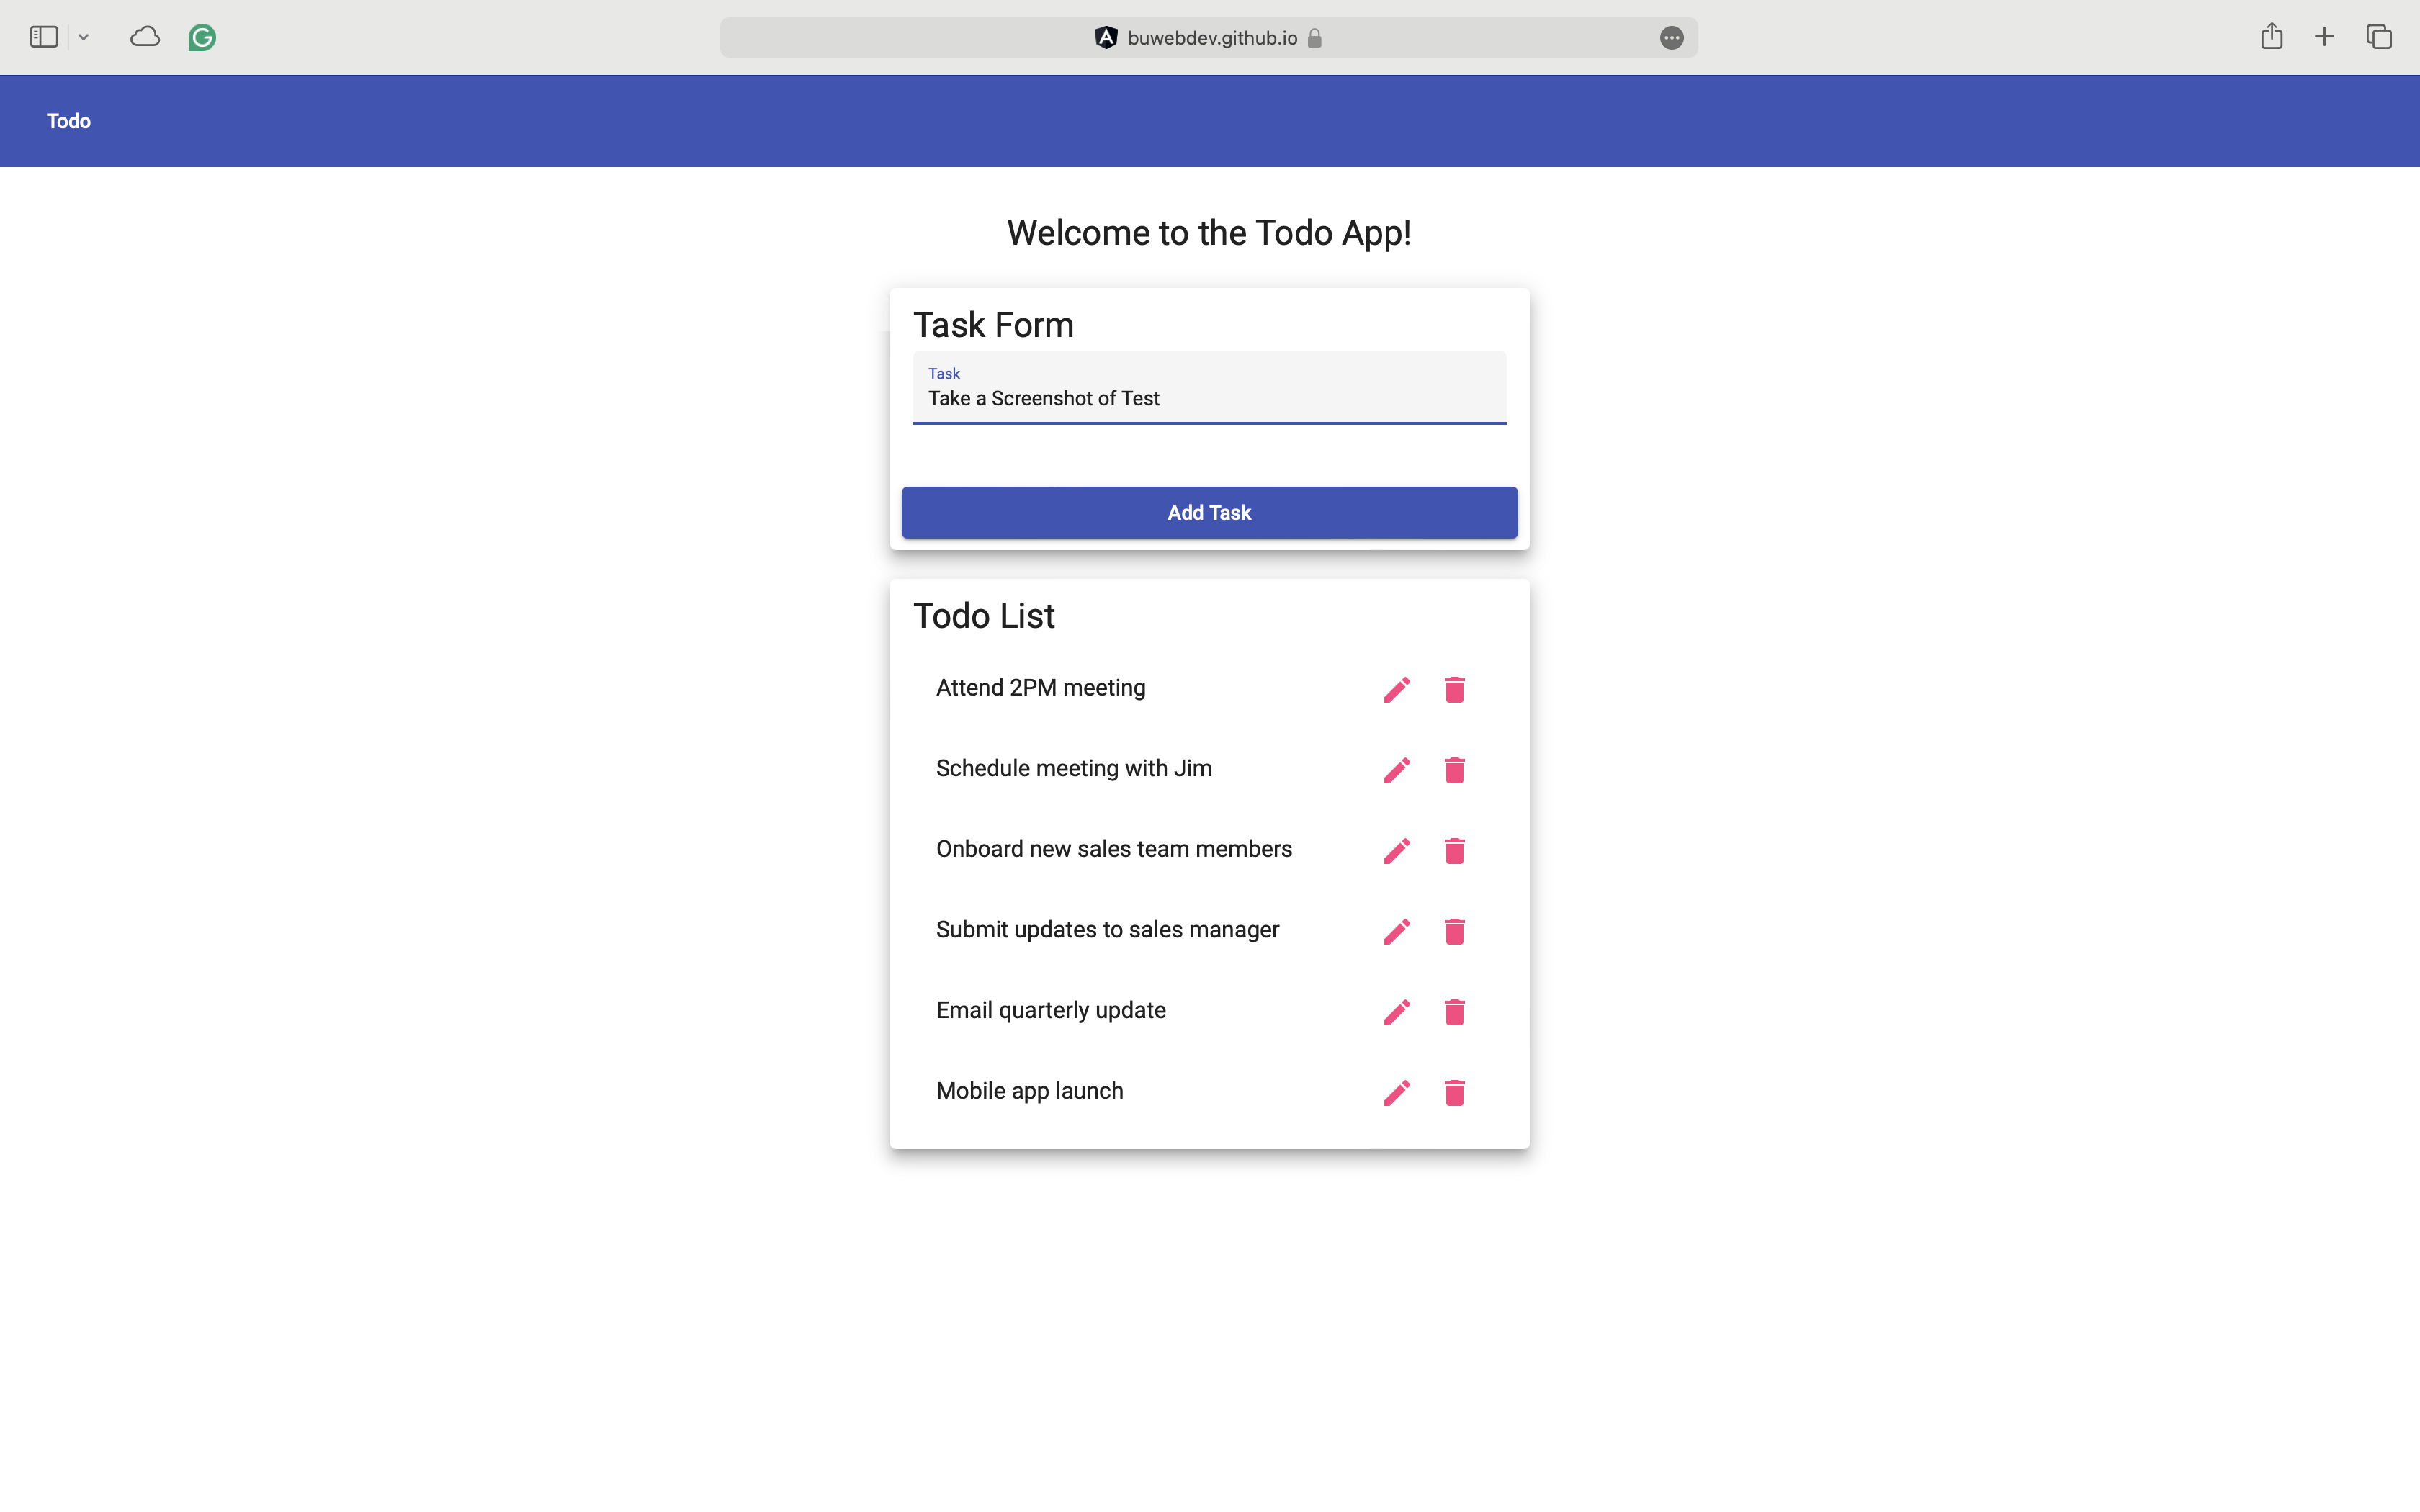 buwebdev.github.io
Todo
Welcome to the Todo App!
Task Form
Task
Take a Screenshot of Test
Add Task
Todo List
Attend 2PM meeting
Schedule meeting with Jim
Onboard new sales team members
Submit updates to sales manager
Email quarterly update
Mobile app launch